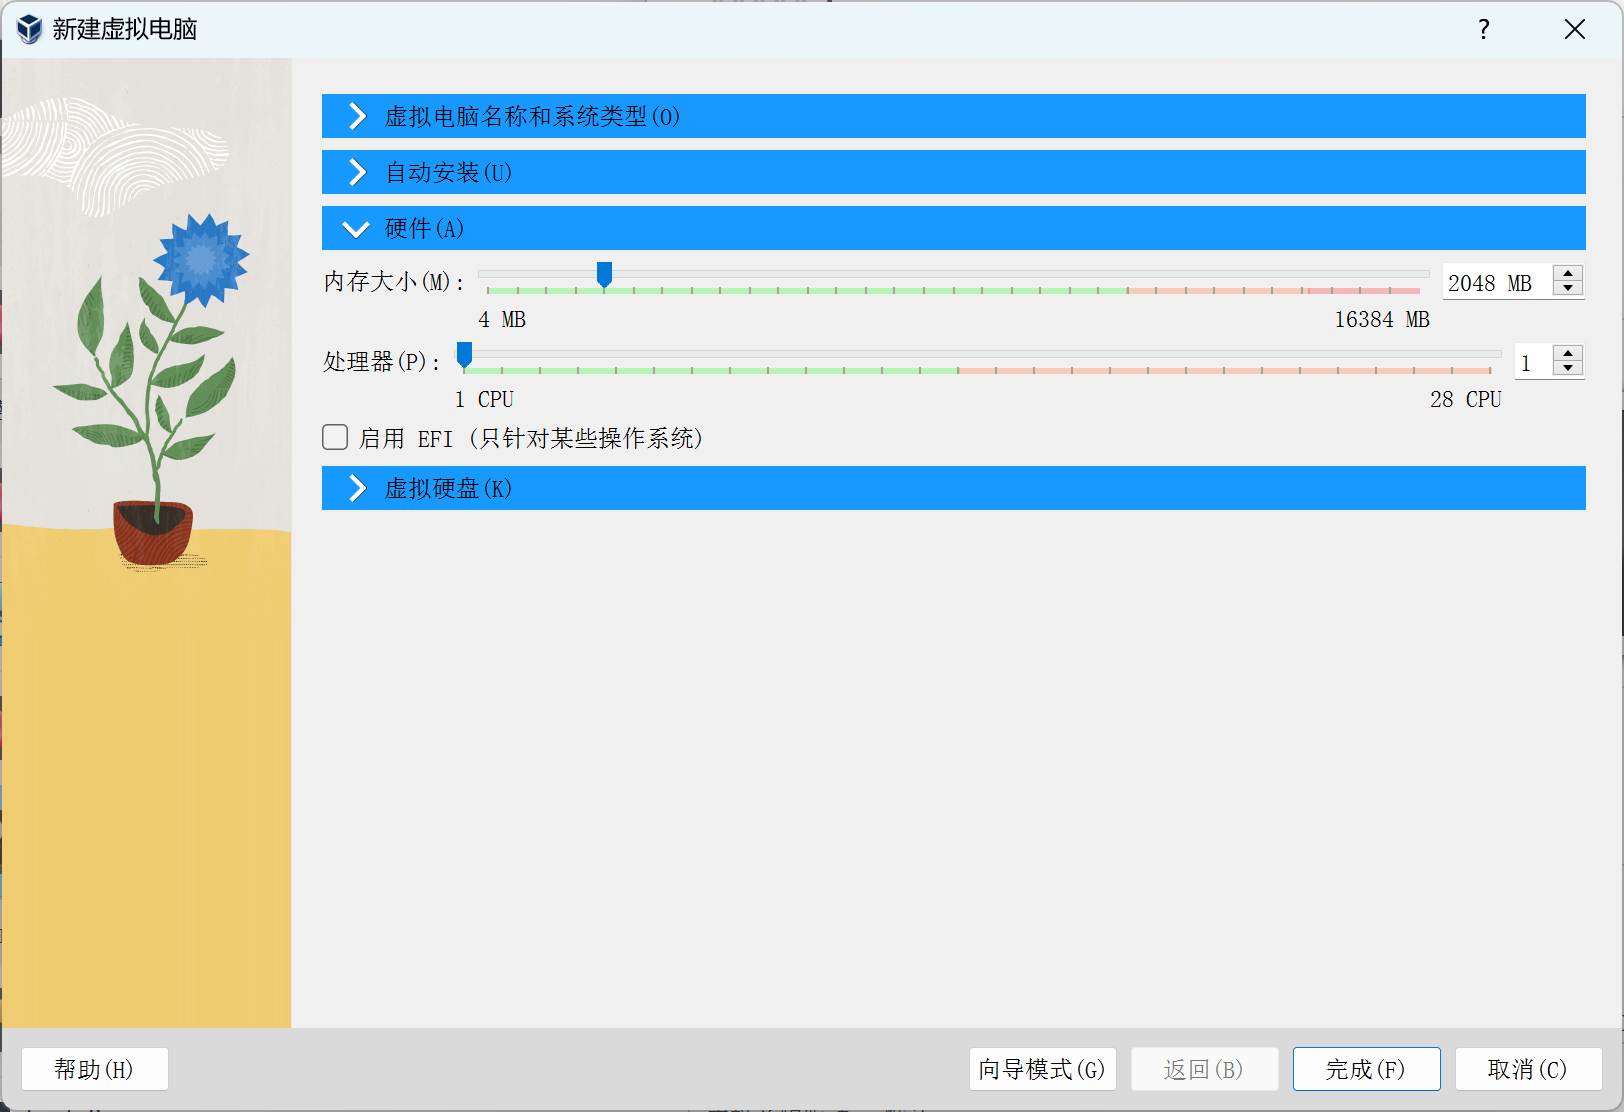 新建虚拟电脑
?
虚拟电脑名称和系统类型(O)
自动安装(U)
硬件(A)
内存大小(M): 2048 MB
4 MB 16384 MB
处理器(P): 1
1 CPU 28 CPU
启用 EFI (只针对某些操作系统)
虚拟硬盘(K)
帮助(H) 向导模式(G) 返回(B) 完成(F) 取消(C)